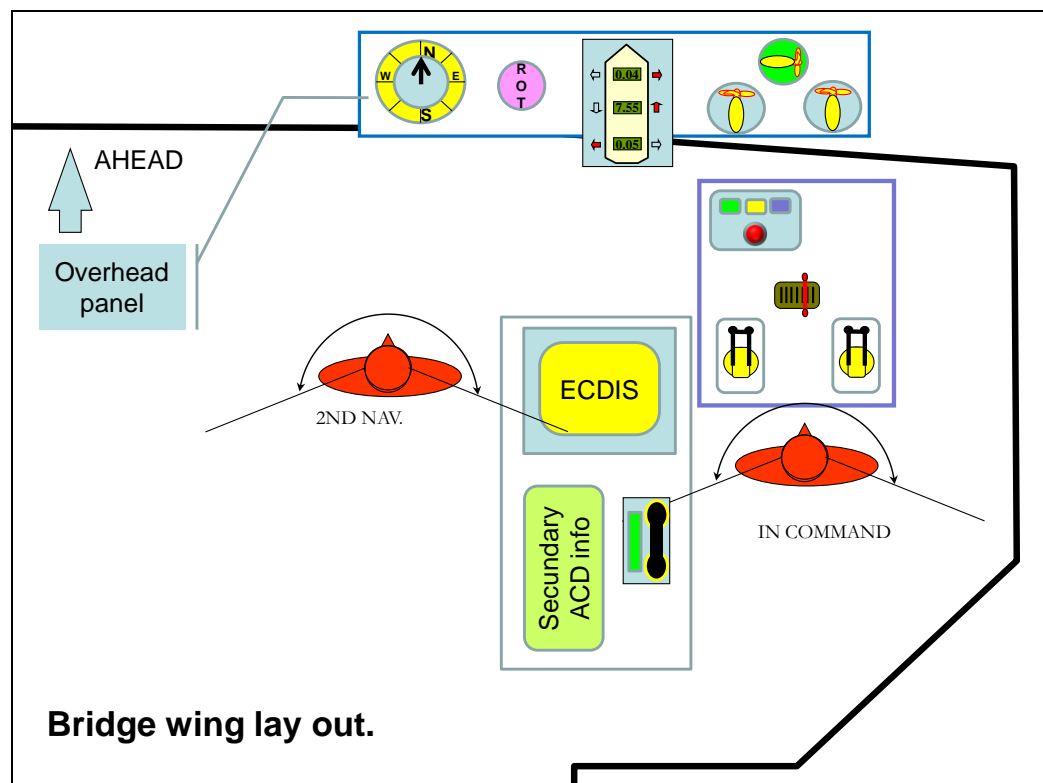 N
W
E
S
R
O
T
0.04
7.55
0.05
AHEAD
Overhead
panel
2ND NAV.
ECDIS
IN COMMAND
Secundary
ACD info
Bridge wing lay out.